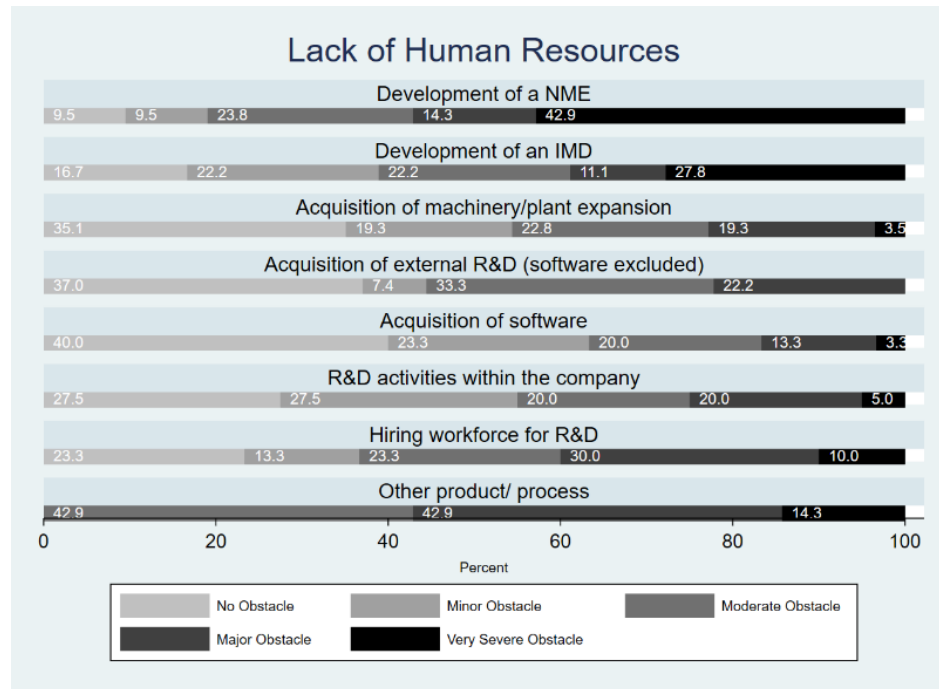 Lack of Human Resources
Development of a NME
9.5 9.5 23.8 14.3 42.9
Development of an IMD
16.7 22.2 22.2 11.1 27.8
Acquisition of machinery/plant expansion
35.1 19.3 22.8 19.3 3.5
Acquisition of external R&D (software excluded)
37.0 7.4 33.3 22.2
Acquisition of software
40.0 23.3 20.0 13.3 3.3
R&D activities within the company
27.5 27.5 20.0 20.0 5.0
Hiring workforce for R&D
23.3 13.3 23.3 30.0 10.0
Other product/ process
42.9 42.9 14.3
0 20 40 60 80 100
Percent
No Obstacle Minor Obstacle Moderate Obstacle
Major Obstacle Very Severe Obstacle